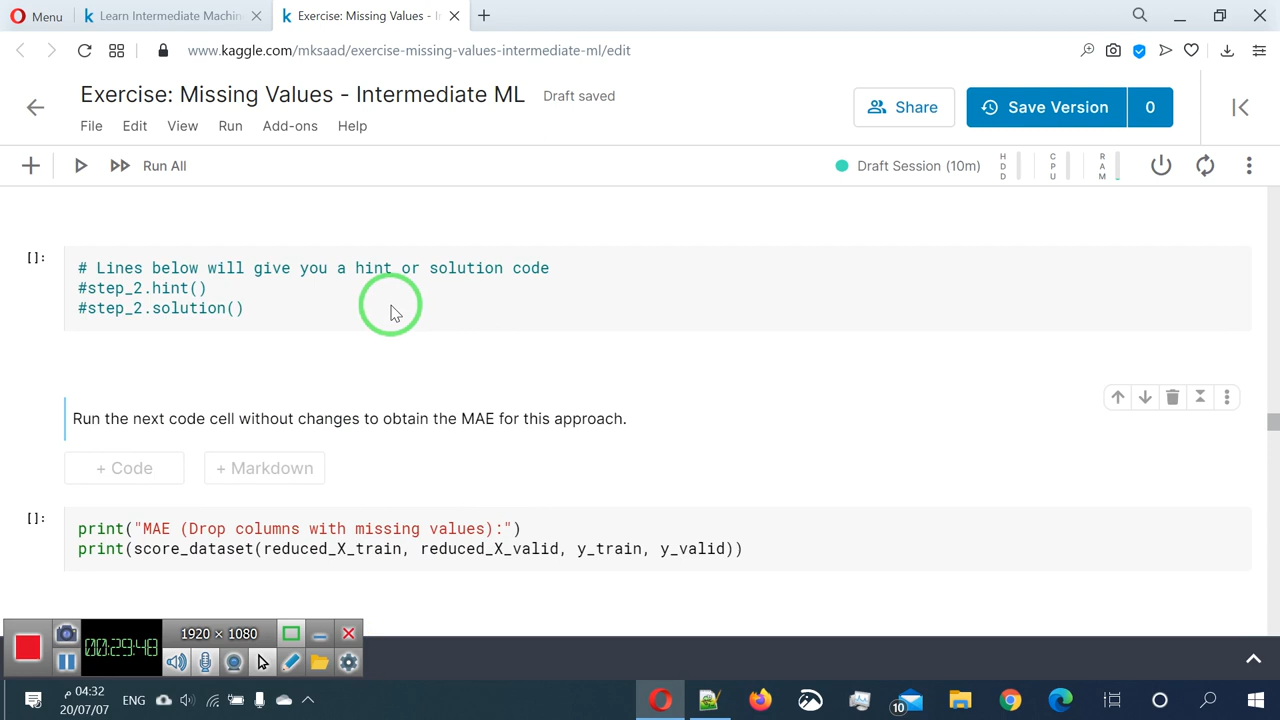 Menu
Learn Intermediate Machin
Exercise: Missing Values - In
www.kaggle.com/mksaad/exercise-missing-values-intermediate-ml/edit
Exercise: Missing Values - Intermediate ML
Draft saved
Share
Save Version
0
File
Edit
View
Run
Add-ons
Help
Run All
Draft Session (10m)
HDD
CPU
RAM
[]:
# Lines below will give you a hint or solution code
#step_2.hint()
#step_2.solution()
Run the next code cell without changes to obtain the MAE for this approach.
+ Code
+ Markdown
[]:
print("MAE (Drop columns with missing values):")
print(score_dataset(reduced_X_train, reduced_X_valid, y_train, y_valid))
00:29:48
1920 × 1080
04:32 م
20/07/07
ENG
10